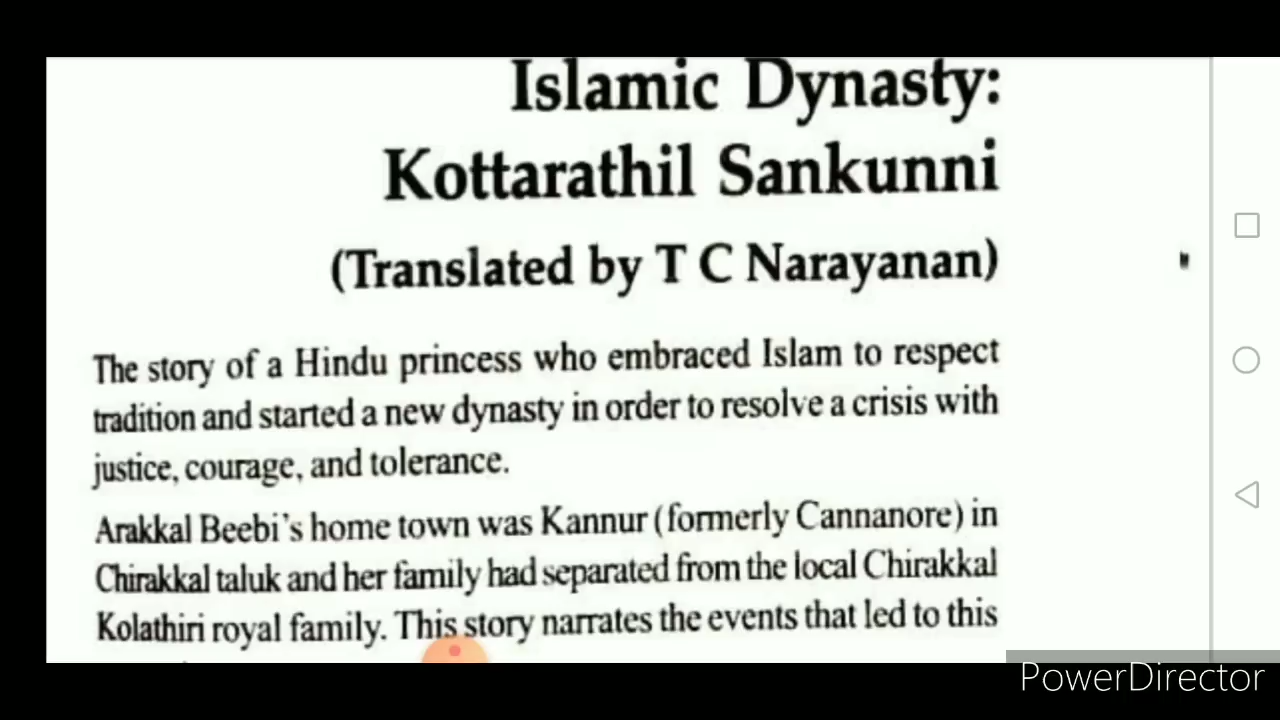 Islamic Dynasty:
Kottarathil Sankunni
(Translated by T C Narayanan)
The story of a Hindu princess who embraced Islam to respect
tradition and started a new dynasty in order to resolve a crisis with
justice, courage, and tolerance.
Arakkal Beebi's home town was Kannur (formerly Cannanore) in
Chirakkal taluk and her family had separated from the local Chirakkal
Kolathiri royal family. This story narrates the events that led to this
PowerDirector